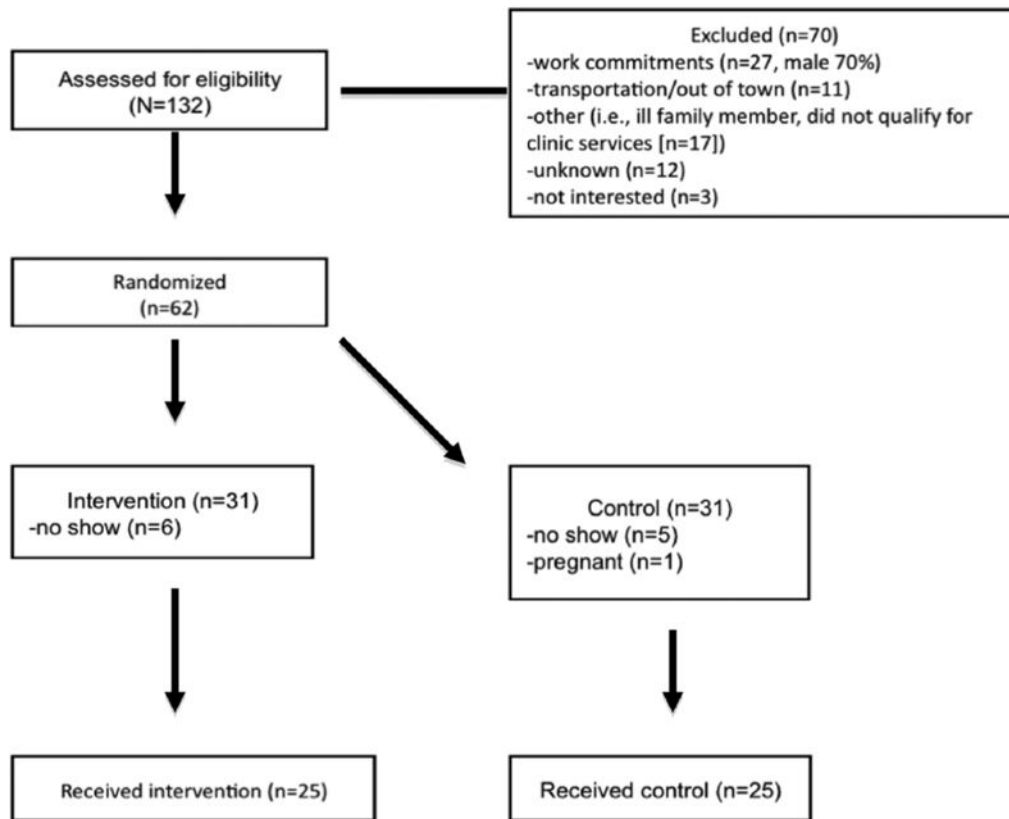 Assessed for eligibility
(N=132)
Excluded (n=70)
-work commitments (n=27, male 70%)
-transportation/out of town (n=11)
-other (i.e., ill family member, did not qualify for
clinic services [n=17])
-unknown (n=12)
-not interested (n=3)
Randomized
(n=62)
Intervention (n=31)
-no show (n=6)
Control (n=31)
-no show (n=5)
-pregnant (n=1)
Received intervention (n=25)
Received control (n=25)